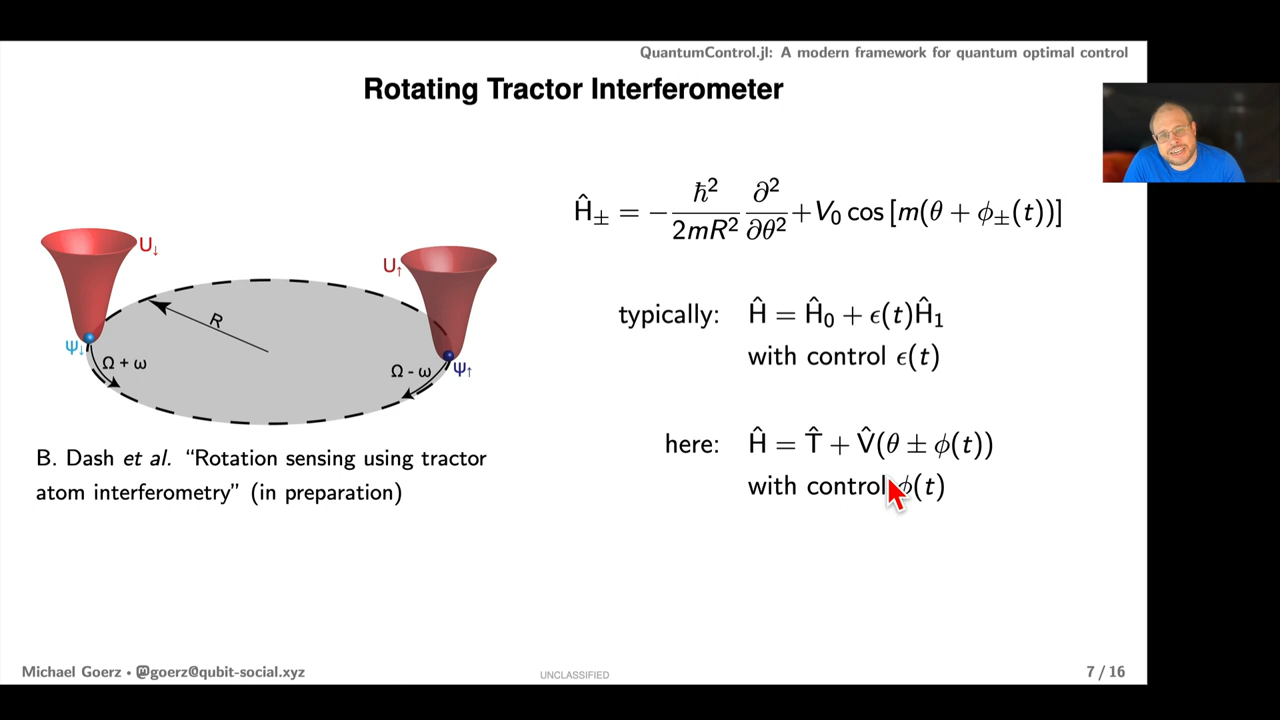 QuantumControl.jl: A modern framework for quantum optimal control
Rotating Tractor Interferometer
Ĥ± = −ħ²/2mR² ∂²/∂θ² + V₀ cos [m(θ + ϕ±(t))]
U↓
U↑
R
Ψ↓
Ω + ω
Ω - ω
Ψ↑
typically: Ĥ = Ĥ₀ + ϵ(t)Ĥ₁
with control ϵ(t)
here: Ĥ = T̂ + V̂(θ ± ϕ(t))
with control ϕ(t)
B. Dash et al. “Rotation sensing using tractor
atom interferometry” (in preparation)
Michael Goerz • @goerz@qubit-social.xyz
UNCLASSIFIED
7 / 16